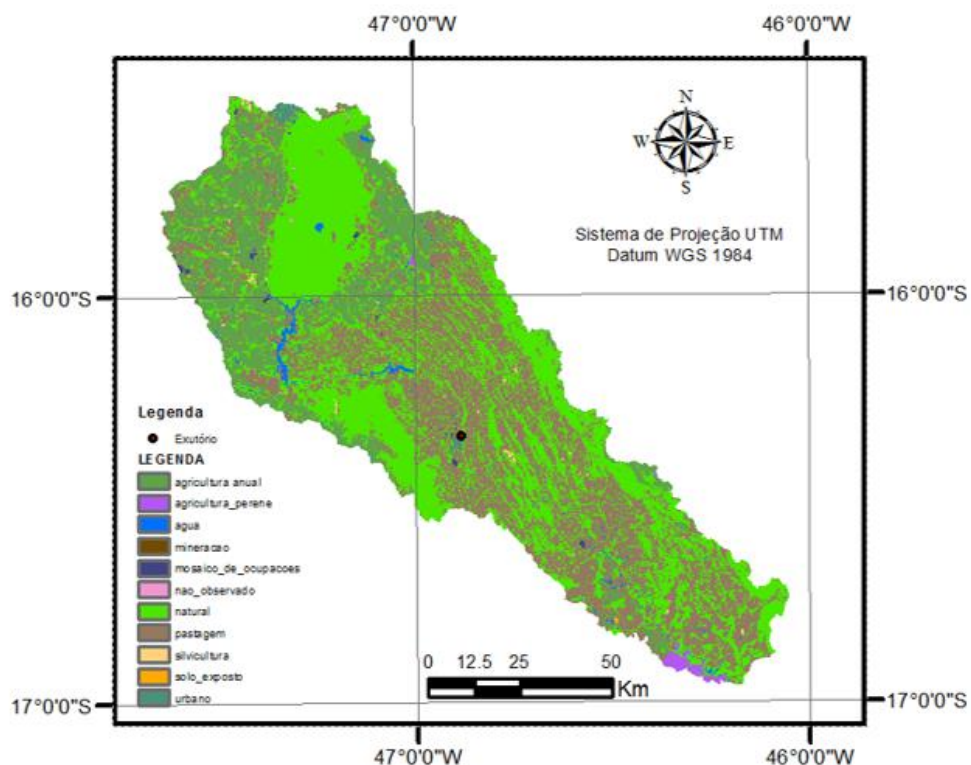 47°0'0"W
46°0'0"W
N
W
E
S
Sistema de Projeção UTM
Datum WGS 1984
16°0'0"S
16°0'0"S
Legenda
Exutório
LEGENDA
agricultura anual
agricultura_perene
agua
mineracao
mosaico_de_ocupacoes
nao_observado
natural
pastagem
silvicultura
solo_exposto
urbano
0 12.5 25 50
Km
17°0'0"S
17°0'0"S
47°0'0"W
46°0'0"W